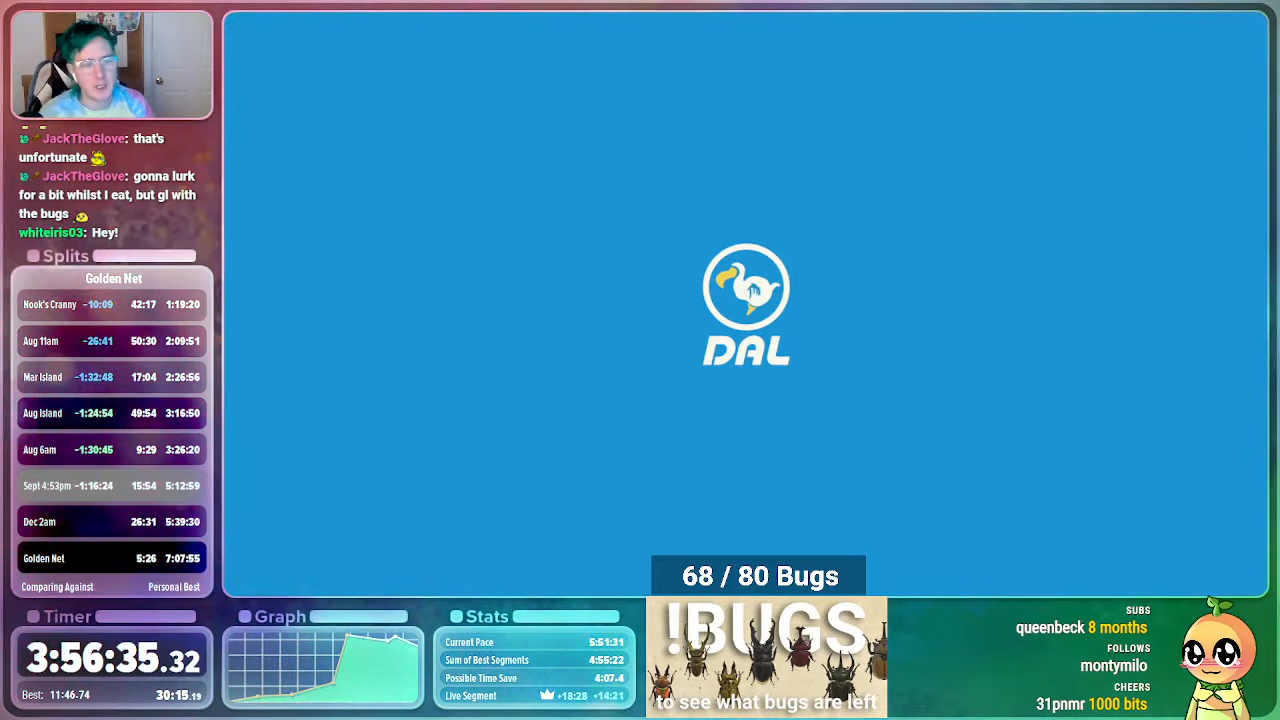 JackTheGlove: that's
unfortunate
JackTheGlove: gonna lurk
for a bit whilst I eat, but gl with
the bugs
whiteiris03: Hey!
Splits
Golden Net
Nook's Cranny -10:09 42:17 1:19:20
Aug 11am -26:41 50:30 2:09:51
Mar Island -1:32:48 17:04 2:26:56
Aug Island -1:24:54 49:54 3:16:50
Aug 6am -1:30:45 9:29 3:26:20
Sept 4:53pm -1:16:24 15:54 5:12:59
Dec 2am 26:31 5:39:30
Golden Net 5:26 7:07:55
Comparing Against Personal Best
Timer
3:56:35.32
Best: 11:46.74 30:15.19
Graph
Stats
Current Pace 5:51:31
Sum of Best Segments 4:55:22
Possible Time Save 4:07.4
Live Segment +18:28 +14:21
DAL
68 / 80 Bugs
!BUGS
to see what bugs are left
SUBS
queenbeck 8 months
FOLLOWS
montymilo
CHEERS
31pnmr 1000 bits